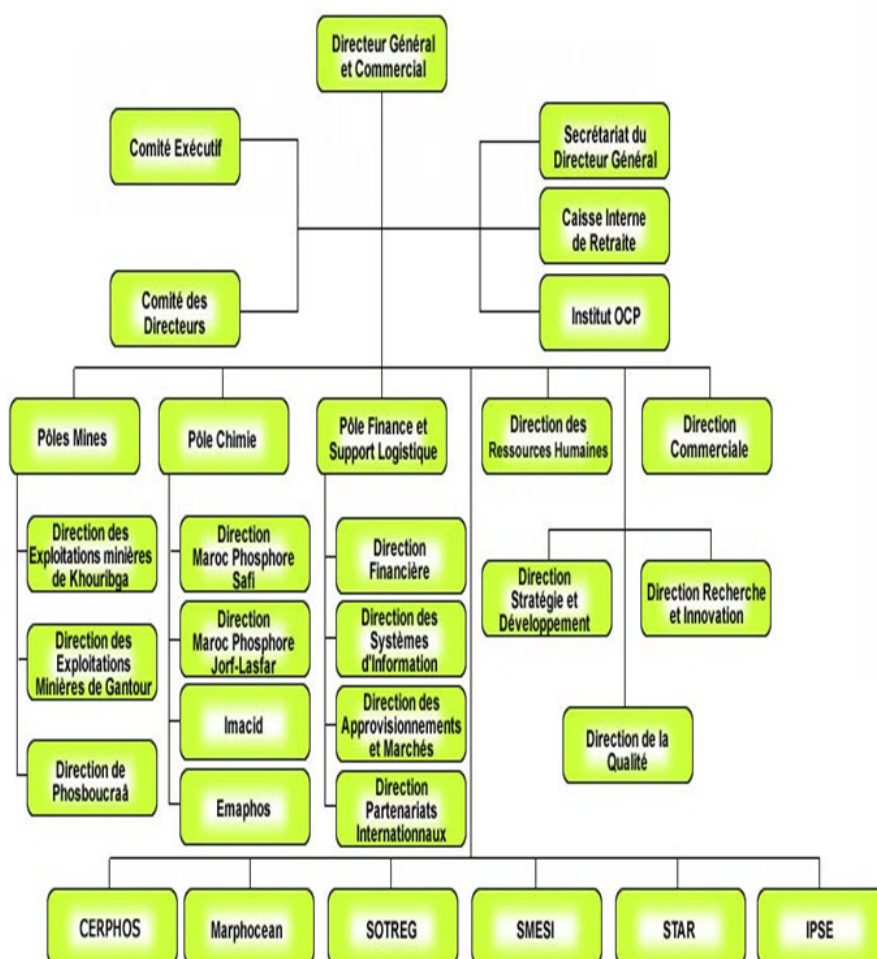 Directeur Général
et Commercial
Comité Exécutif
Secrétariat du
Directeur Général
Caisse Interne
de Retraite
Comité des
Directeurs
Institut OCP
Pôles Mines
Pôle Chimie
Pôle Finance et
Support Logistique
Direction des
Ressources Humaines
Direction
Commerciale
Direction des
Exploitations minières
de Khouribga
Direction des
Exploitations
Minières de Gantour
Direction de
Phosboucraâ
Direction
Maroc Phosphore
Safi
Direction
Maroc Phosphore
Jorf-Lasfar
Imacid
Emaphos
Direction
Financière
Direction des
Systèmes
d'Information
Direction des
Approvisionnements
et Marchés
Direction
Partenariats
Internationnaux
Direction
Stratégie et
Développement
Direction Recherche
et Innovation
Direction de la
Qualité
CERPHOS
Marphocean
SOTREG
SMESI
STAR
IPSE